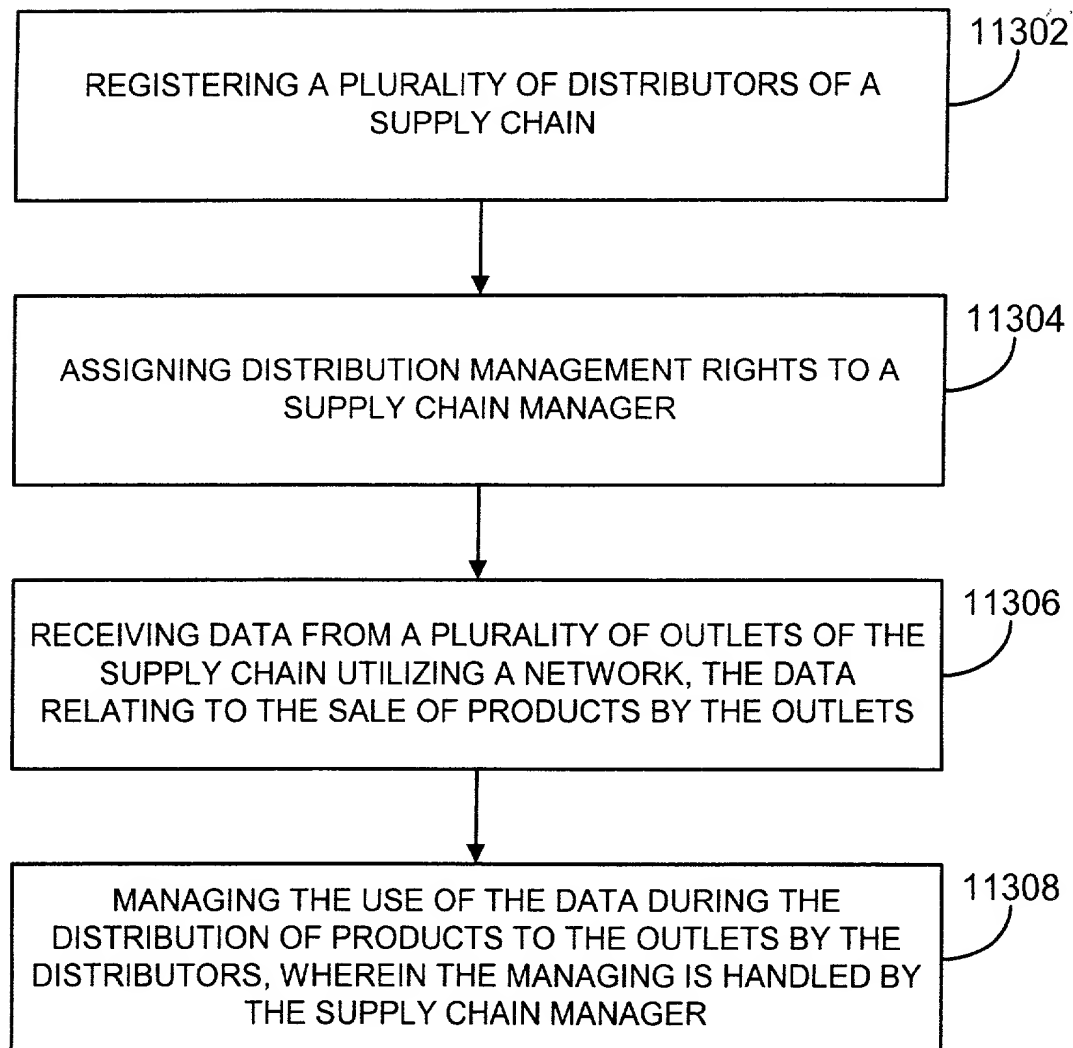 11302
REGISTERING A PLURALITY OF DISTRIBUTORS OF A
SUPPLY CHAIN
11304
ASSIGNING DISTRIBUTION MANAGEMENT RIGHTS TO A
SUPPLY CHAIN MANAGER
11306
RECEIVING DATA FROM A PLURALITY OF OUTLETS OF THE
SUPPLY CHAIN UTILIZING A NETWORK, THE DATA
RELATING TO THE SALE OF PRODUCTS BY THE OUTLETS
11308
MANAGING THE USE OF THE DATA DURING THE
DISTRIBUTION OF PRODUCTS TO THE OUTLETS BY THE
DISTRIBUTORS, WHEREIN THE MANAGING IS HANDLED BY
THE SUPPLY CHAIN MANAGER